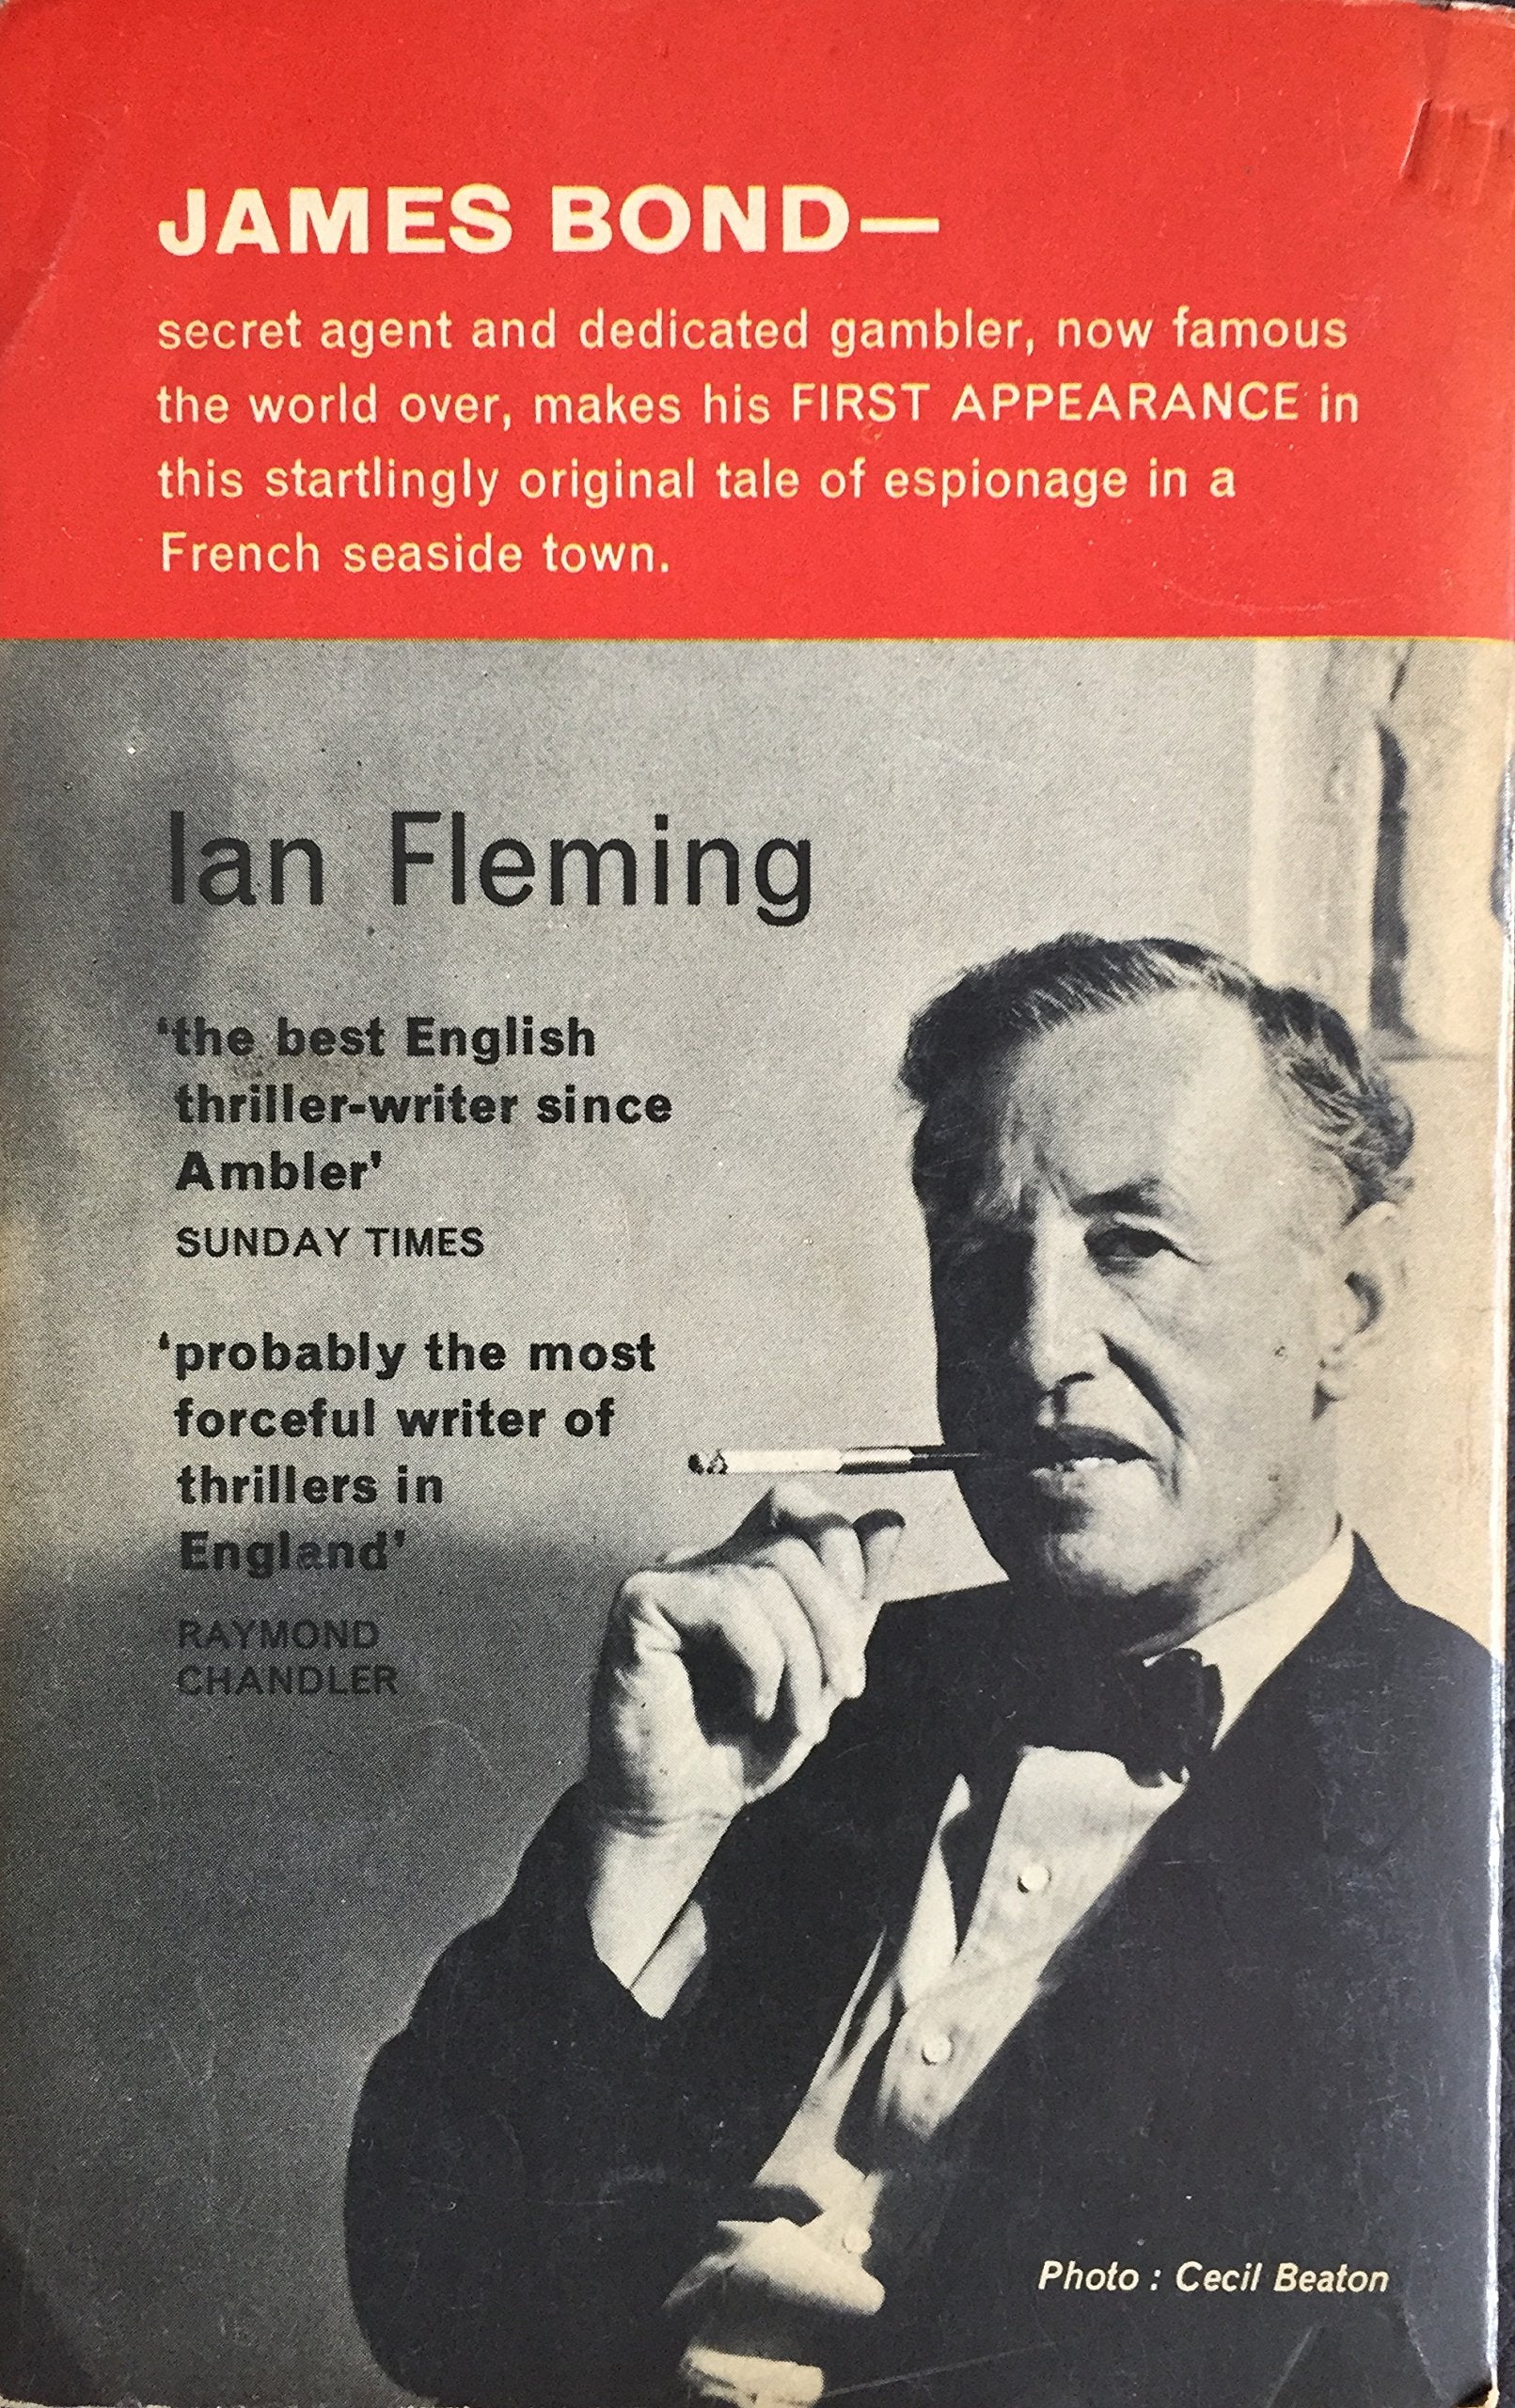 JAMES BOND—
secret agent and dedicated gambler, now famous
the world over, makes his FIRST APPEARANCE in
this startlingly original tale of espionage in a
French seaside town.
Ian Fleming
‘the best English
thriller-writer since
Ambler’
SUNDAY TIMES
‘probably the most
forceful writer of
thrillers in
England’
RAYMOND
CHANDLER
Photo : Cecil Beaton